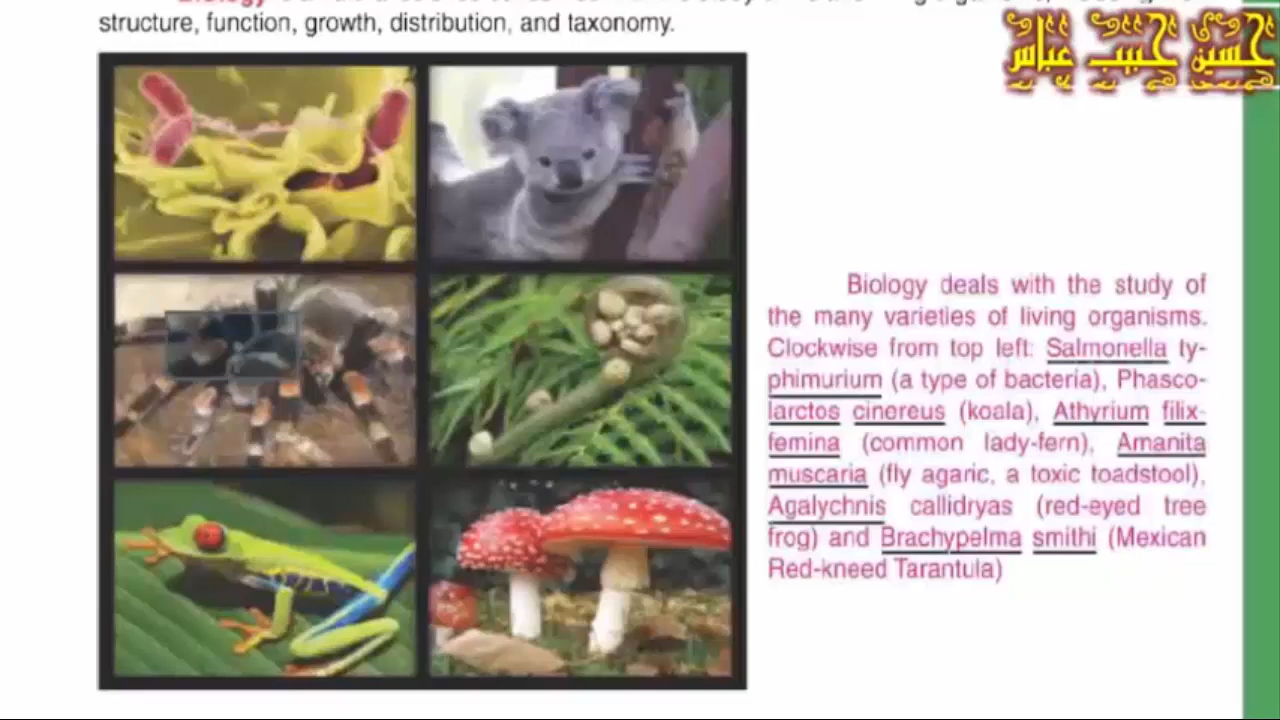 Biology
structure, function, growth, distribution, and taxonomy.
حسين حبيب عباس
Biology deals with the study of
the many varieties of living organisms.
Clockwise from top left: Salmonella ty-
phimurium (a type of bacteria), Phasco-
larctos cinereus (koala), Athyrium filix-
femina (common lady-fern), Amanita
muscaria (fly agaric, a toxic toadstool),
Agalychnis callidryas (red-eyed tree
frog) and Brachypelma smithi (Mexican
Red-kneed Tarantula)